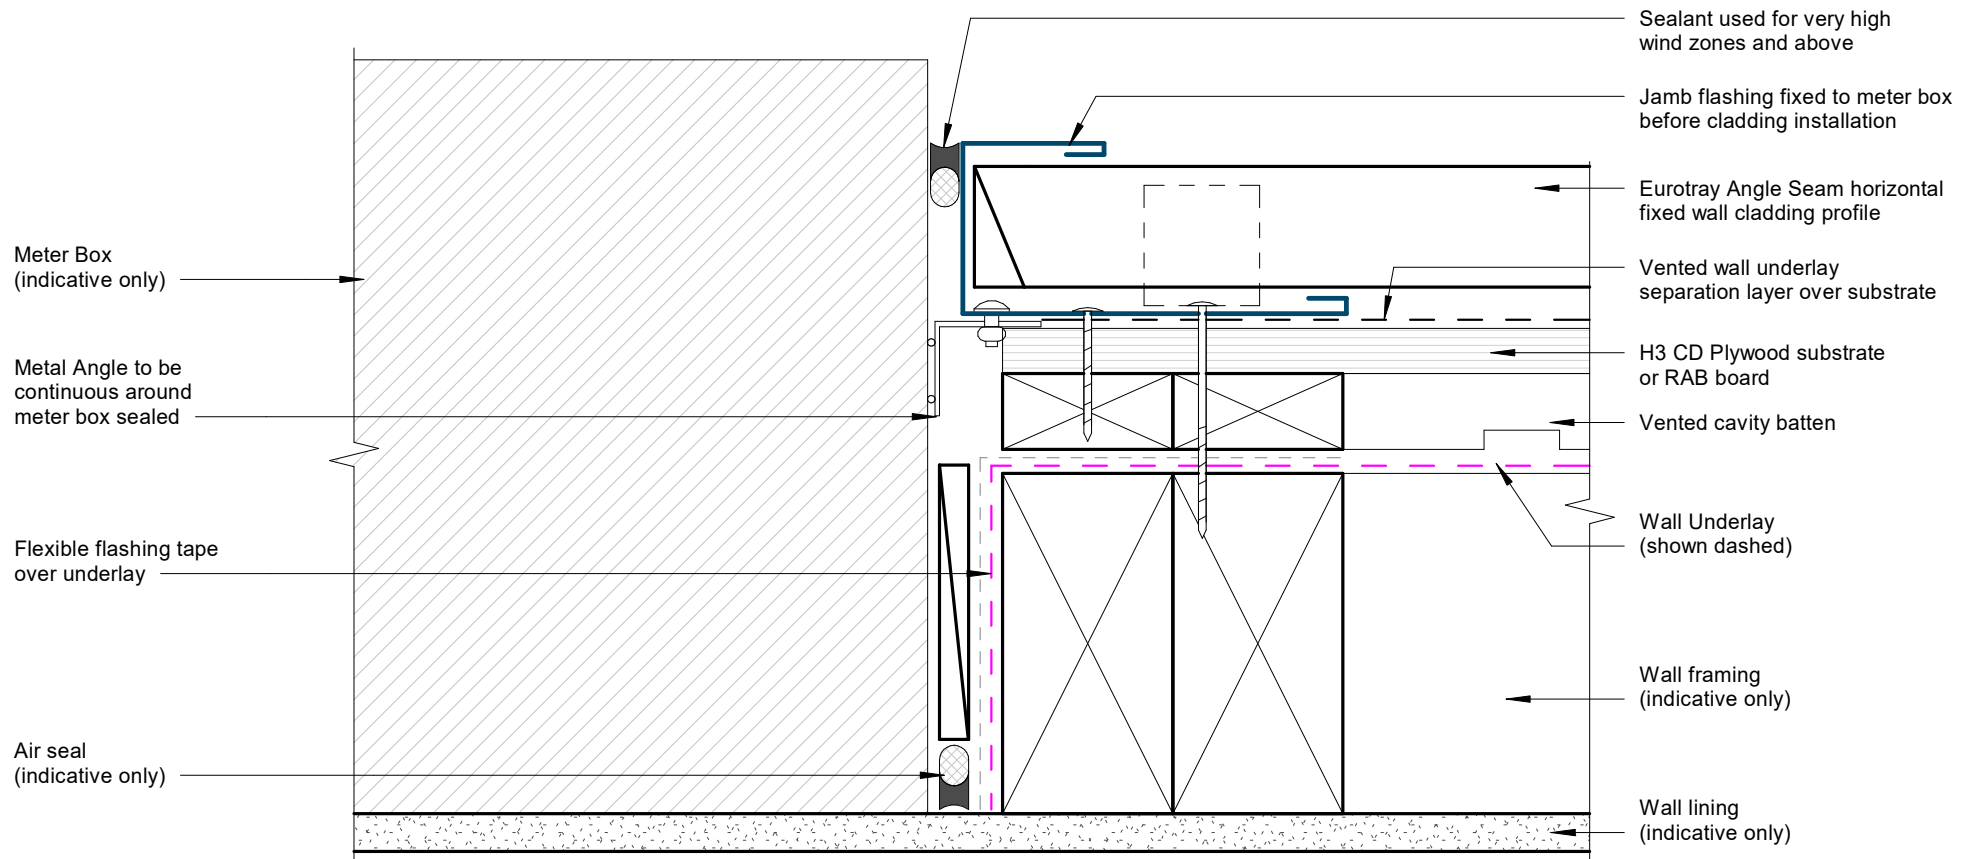 Sealant used for very high
wind zones and above
Jamb flashing fixed to meter box
before cladding installation
Eurotray Angle Seam horizontal
fixed wall cladding profile
Vented wall underlay
separation layer over substrate
H3 CD Plywood substrate
or RAB board
Vented cavity batten
Wall Underlay
(shown dashed)
Wall framing
(indicative only)
Wall lining
(indicative only)
Meter Box
(indicative only)
Metal Angle to be
continuous around
meter box sealed
Flexible flashing tape
over underlay
Air seal
(indicative only)